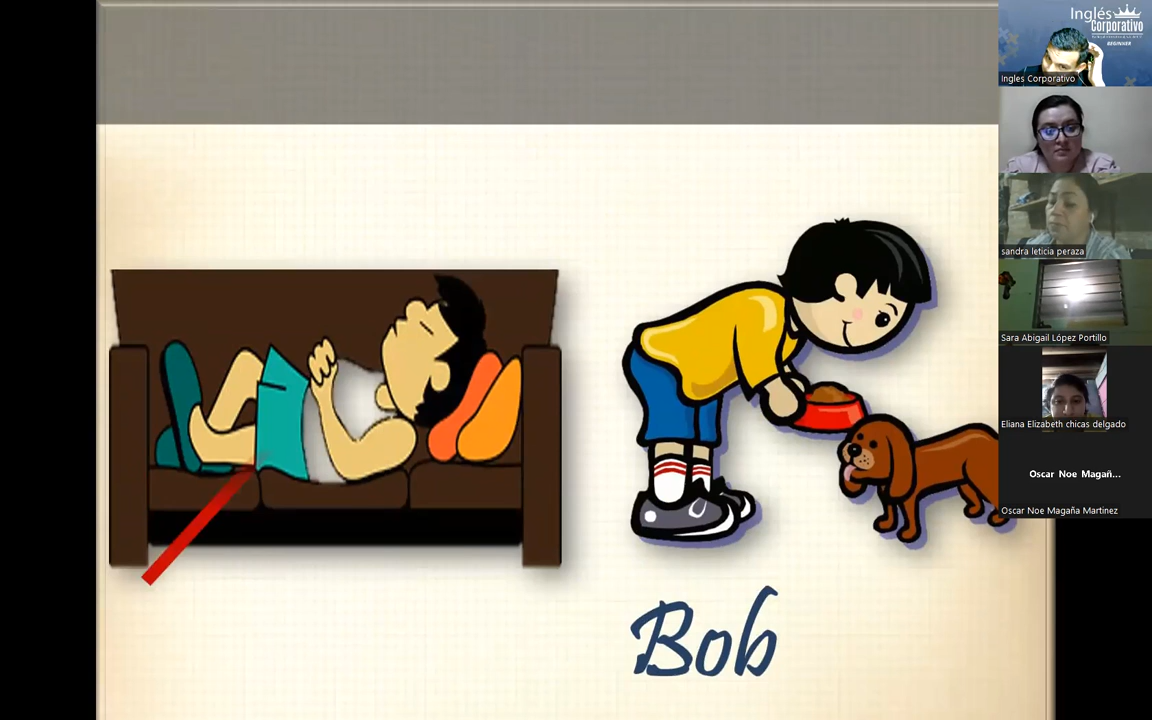 Bob
Inglés
Corporativo
BEGINNER
Ingles Corporativo
sandra leticia peraza
Sara Abigail López Portillo
Eliana Elizabeth chicas delgado
Oscar Noe Magañ...
Oscar Noe Magaña Martinez